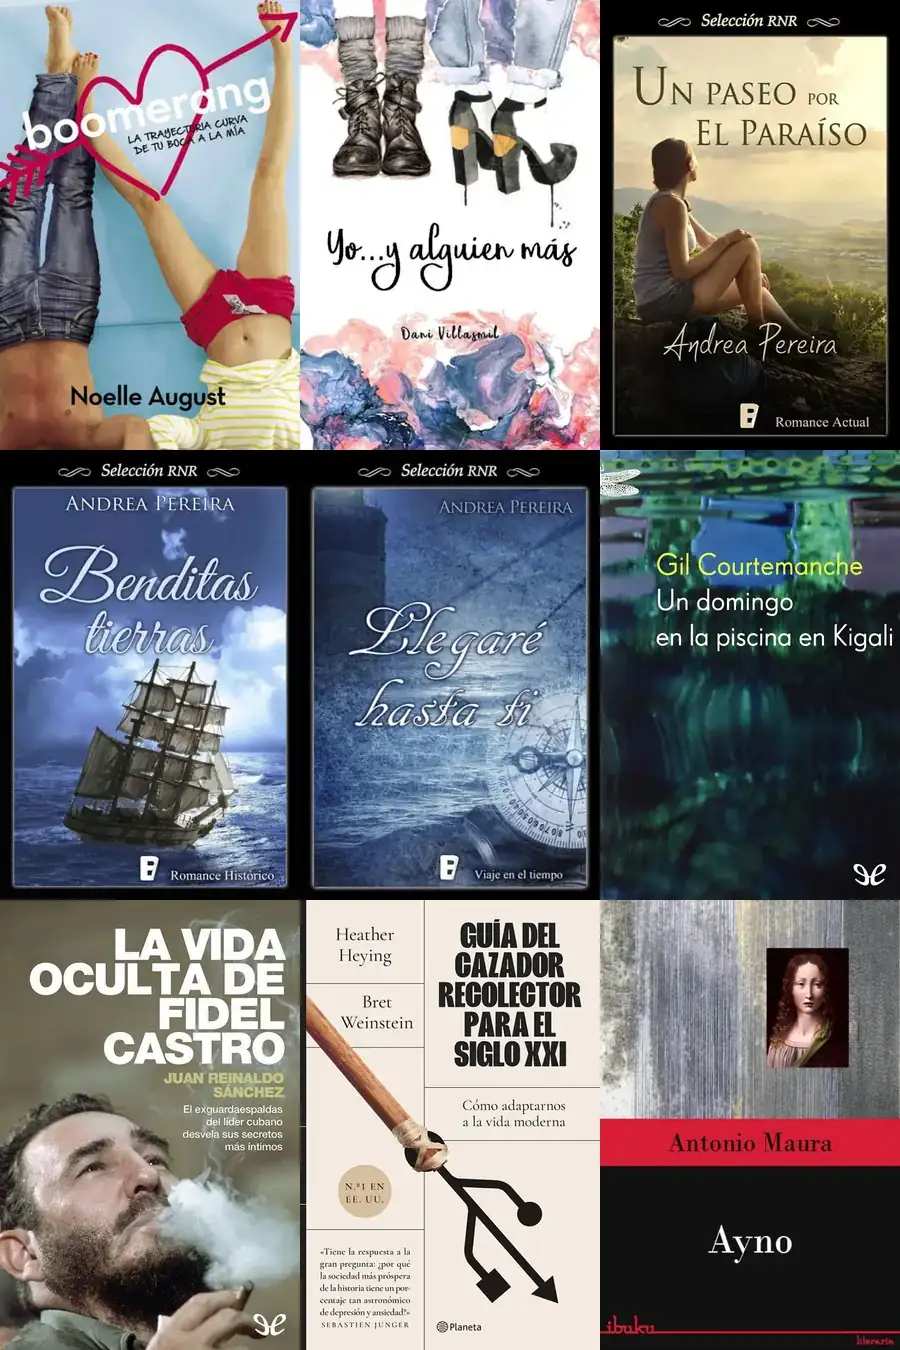 boomerang
LA TRAYECTORIA CURVA
DE TU BOCA A LA MÍA
Noelle August
Yo...y alguien más
Dani Villasmil
Selección RNR
UN PASEO POR
EL PARAÍSO
Andrea Pereira
Romance Actual
Selección RNR
ANDREA PEREIRA
Benditas
tierras
Romance Histórico
Selección RNR
ANDREA PEREIRA
Llegaré
hasta ti
Viaje en el tiempo
Gil Courtemanche
Un domingo
en la piscina en Kigali
LA VIDA
OCULTA DE
FIDEL
CASTRO
JUAN REINALDO
SÁNCHEZ
El exguardaespaldas
del líder cubano
desvela sus secretos
más íntimos
Heather
Heying
Bret
Weinstein
GUÍA DEL
CAZADOR
RECOLECTOR
PARA EL
SIGLO XXI
Cómo adaptarnos
a la vida moderna
N.º1 EN
EE. UU.
«Tiene la respuesta a la
gran pregunta: ¿por qué
la sociedad más próspera
de la historia tiene un por-
centaje tan astronómico
de depresión y ansiedad?»
SEBASTIEN JUNGER
Planeta
Antonio Maura
Ayno
ibuku
literaria